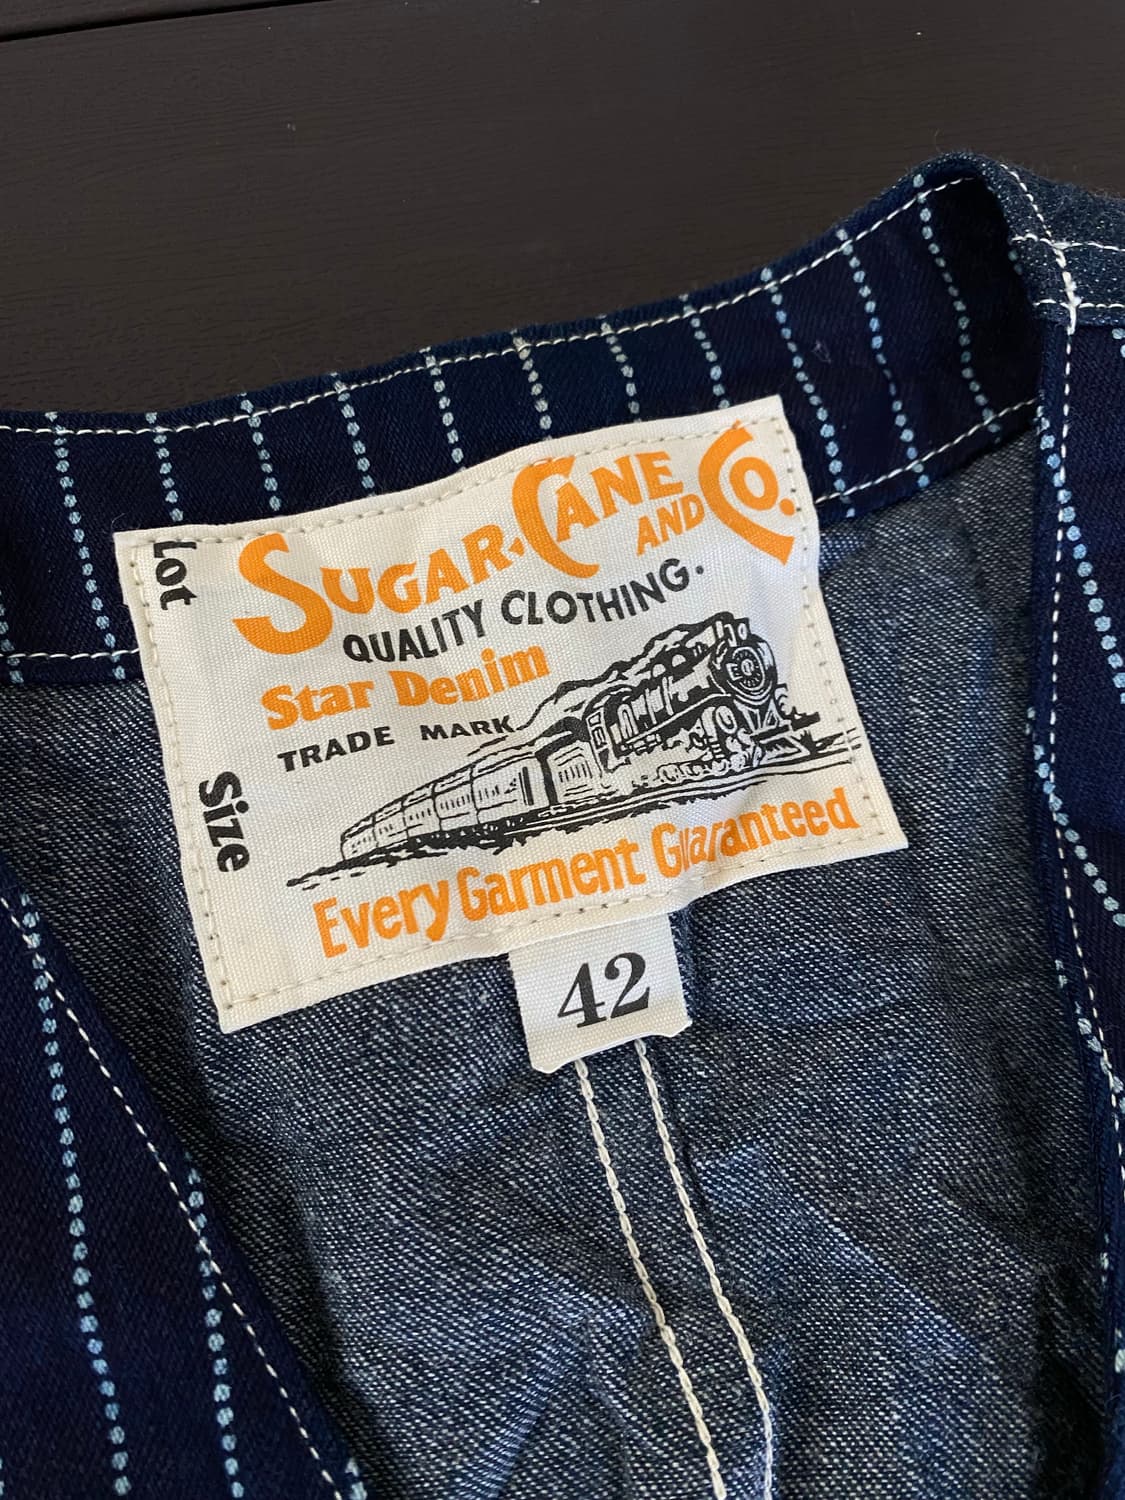 Lot
SUGAR-CANE AND CO.
QUALITY CLOTHING.
Star Denim
TRADE MARK
Size
Every Garment Guaranteed
42